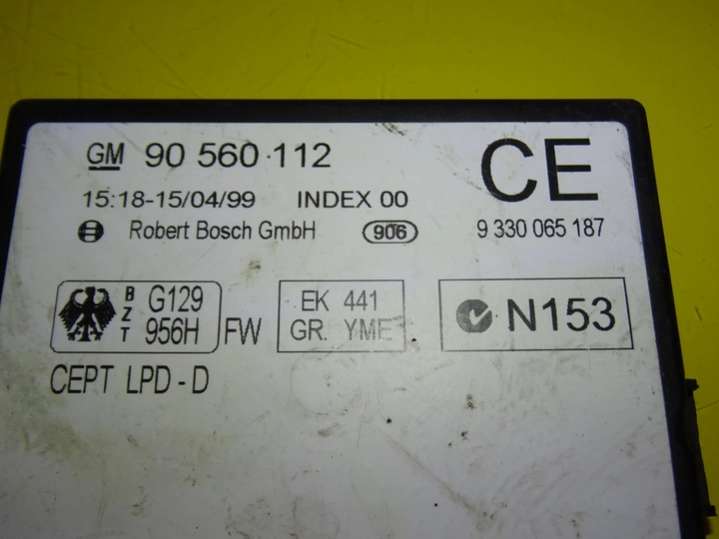 GM 90 560 112
CE
15:18-15/04/99 INDEX 00
Robert Bosch GmbH 906 9 330 065 187
BZT G129 956H FW
EK 441
GR. YME
N153
CEPT LPD - D